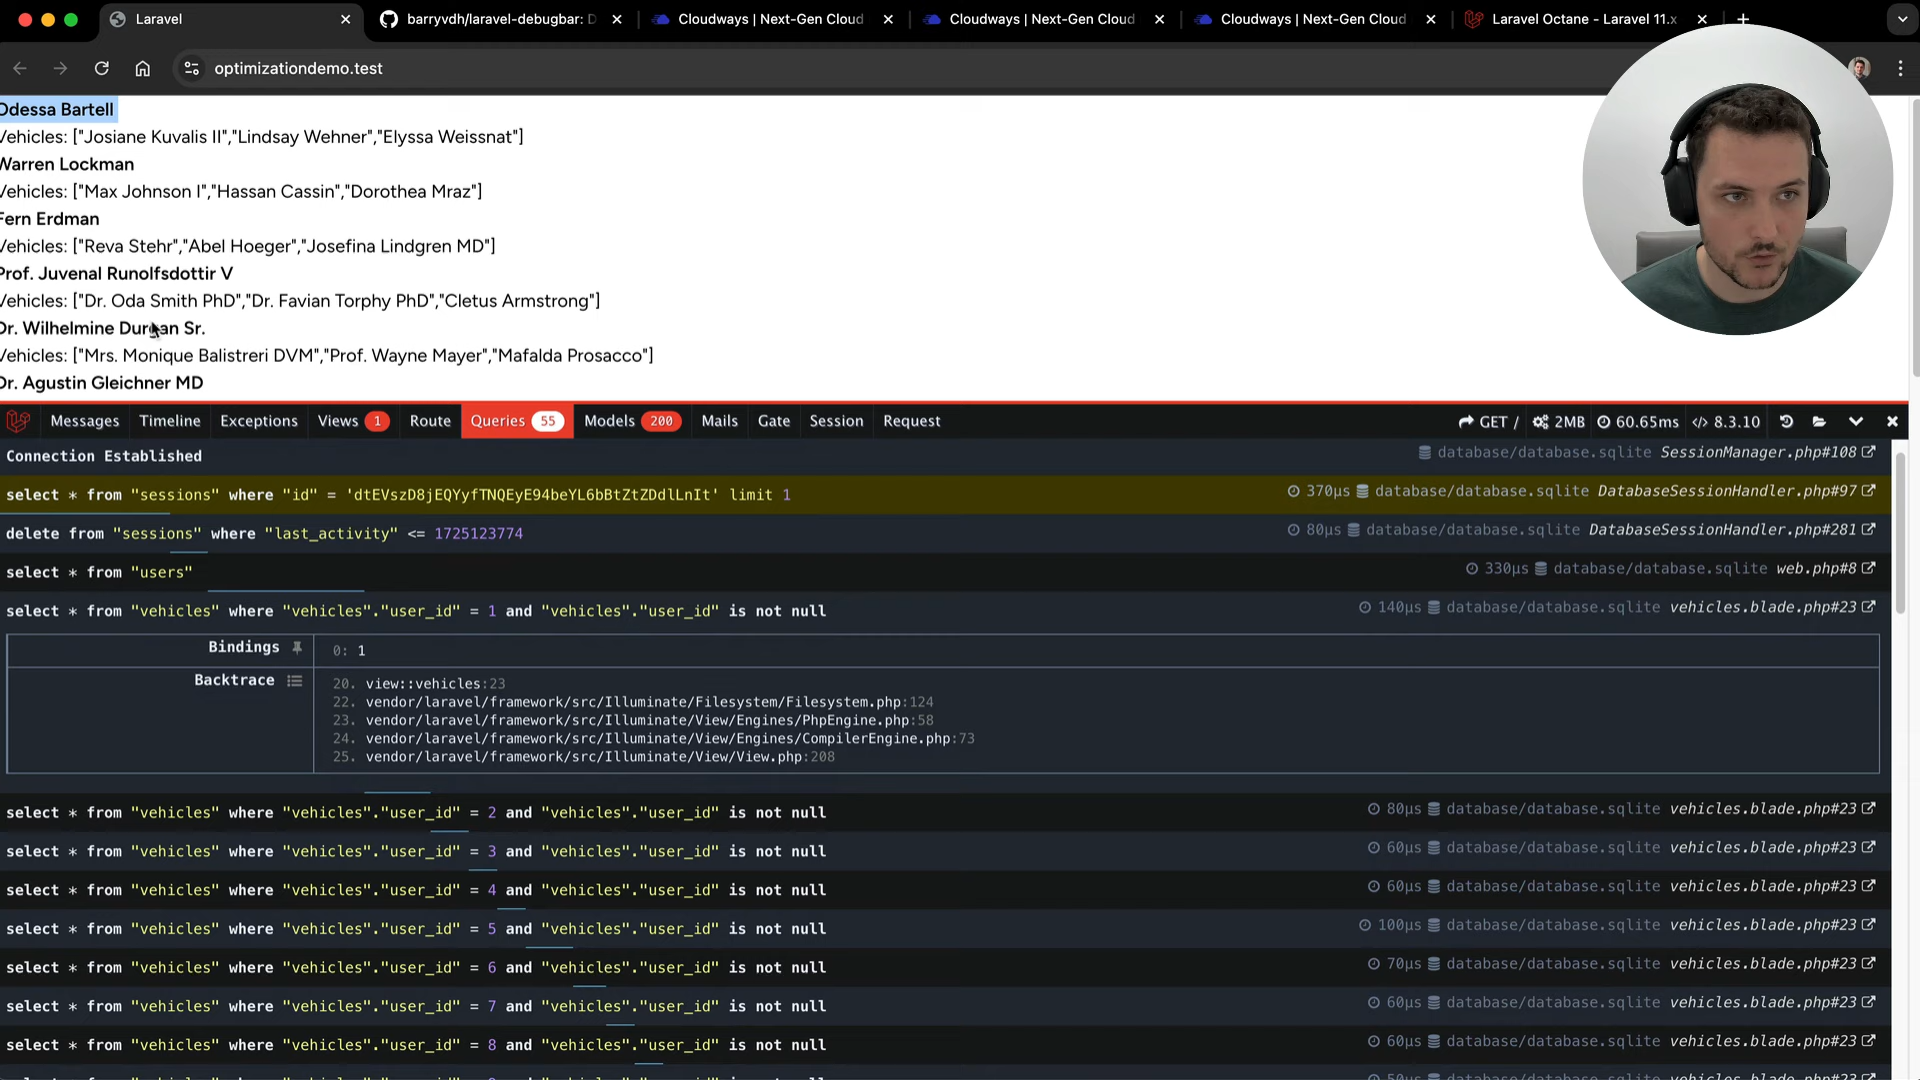 Laravel
barryvdh/laravel-debugbar: D
Cloudways | Next-Gen Cloud
Cloudways | Next-Gen Cloud
Cloudways | Next-Gen Cloud
Laravel Octane - Laravel 11.x
optimizationdemo.test
Odessa Bartell
Vehicles: ["Josiane Kuvalis II","Lindsay Wehner","Elyssa Weissnat"]
Warren Lockman
Vehicles: ["Max Johnson I","Hassan Cassin","Dorothea Mraz"]
Fern Erdman
Vehicles: ["Reva Stehr","Abel Hoeger","Josefina Lindgren MD"]
Prof. Juvenal Runolfsdottir V
Vehicles: ["Dr. Oda Smith PhD","Dr. Favian Torphy PhD","Cletus Armstrong"]
Dr. Wilhelmine Durgan Sr.
Vehicles: ["Mrs. Monique Balistreri DVM","Prof. Wayne Mayer","Mafalda Prosacco"]
Dr. Agustin Gleichner MD
Messages Timeline Exceptions Views 1 Route Queries 55 Models 200 Mails Gate Session Request GET / 2MB 60.65ms 8.3.10
Connection Established database/database.sqlite SessionManager.php#108
select * from "sessions" where "id" = 'dtEVszD8jEQYyfTNQEyE94beYL6bBtZtZDdlLnIt' limit 1 370μs database/database.sqlite DatabaseSessionHandler.php#97
delete from "sessions" where "last_activity" <= 1725123774 80μs database/database.sqlite DatabaseSessionHandler.php#281
select * from "users" 330μs database/database.sqlite web.php#8
select * from "vehicles" where "vehicles"."user_id" = 1 and "vehicles"."user_id" is not null 140μs database/database.sqlite vehicles.blade.php#23
Bindings 0: 1
Backtrace 20. view::vehicles:23
22. vendor/laravel/framework/src/Illuminate/Filesystem/Filesystem.php:124
23. vendor/laravel/framework/src/Illuminate/View/Engines/PhpEngine.php:58
24. vendor/laravel/framework/src/Illuminate/View/Engines/CompilerEngine.php:73
25. vendor/laravel/framework/src/Illuminate/View/View.php:208
select * from "vehicles" where "vehicles"."user_id" = 2 and "vehicles"."user_id" is not null 80μs database/database.sqlite vehicles.blade.php#23
select * from "vehicles" where "vehicles"."user_id" = 3 and "vehicles"."user_id" is not null 60μs database/database.sqlite vehicles.blade.php#23
select * from "vehicles" where "vehicles"."user_id" = 4 and "vehicles"."user_id" is not null 60μs database/database.sqlite vehicles.blade.php#23
select * from "vehicles" where "vehicles"."user_id" = 5 and "vehicles"."user_id" is not null 100μs database/database.sqlite vehicles.blade.php#23
select * from "vehicles" where "vehicles"."user_id" = 6 and "vehicles"."user_id" is not null 70μs database/database.sqlite vehicles.blade.php#23
select * from "vehicles" where "vehicles"."user_id" = 7 and "vehicles"."user_id" is not null 60μs database/database.sqlite vehicles.blade.php#23
select * from "vehicles" where "vehicles"."user_id" = 8 and "vehicles"."user_id" is not null 60μs database/database.sqlite vehicles.blade.php#23